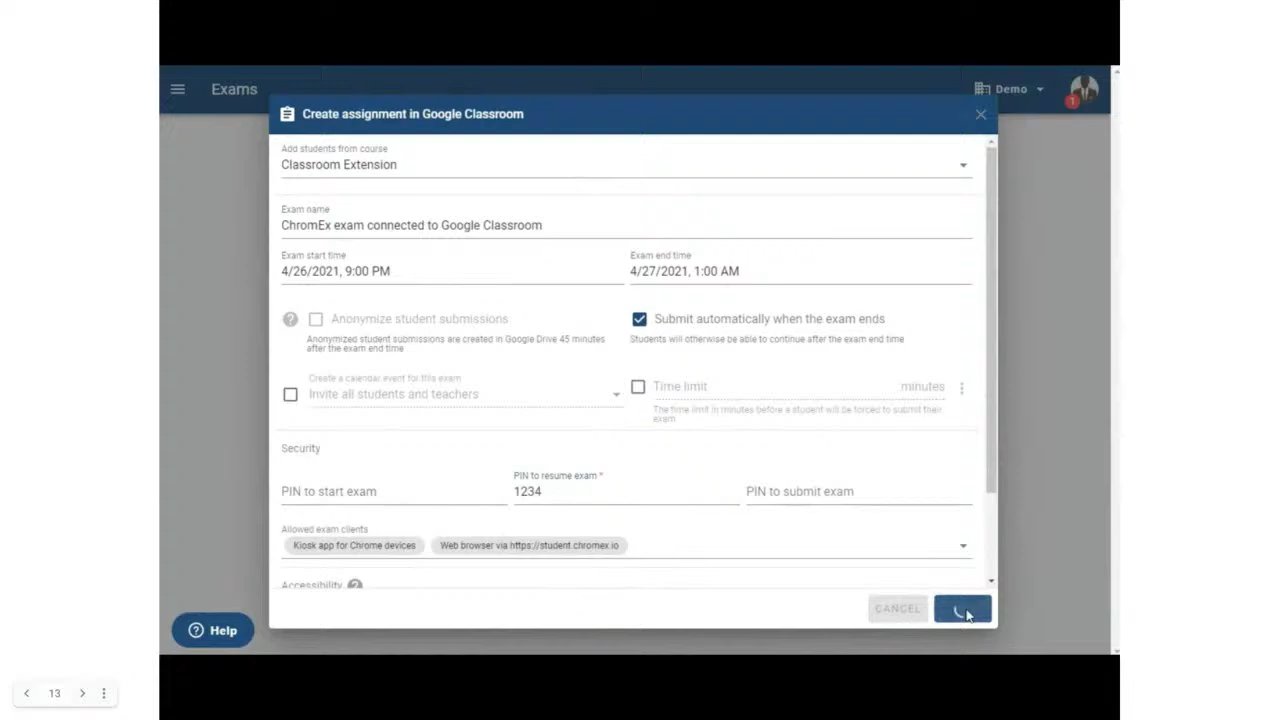 Exams
Demo
1
Create assignment in Google Classroom
Add students from course
Classroom Extension
Exam name
ChromEx exam connected to Google Classroom
Exam start time
Exam end time
4/26/2021, 9:00 PM
4/27/2021, 1:00 AM
Anonymize student submissions
Submit automatically when the exam ends
Anonymized student submissions are created in Google Drive 45 minutes
after the exam end time
Students will otherwise be able to continue after the exam end time
Create a calendar event for this exam
Invite all students and teachers
Time limit
minutes
The time limit in minutes before a student will be forced to submit their
exam
Security
PIN to start exam
PIN to resume exam *
1234
PIN to submit exam
Allowed exam clients
Kiosk app for Chrome devices
Web browser via https://student.chromex.io
Accessibility
CANCEL
Help
13